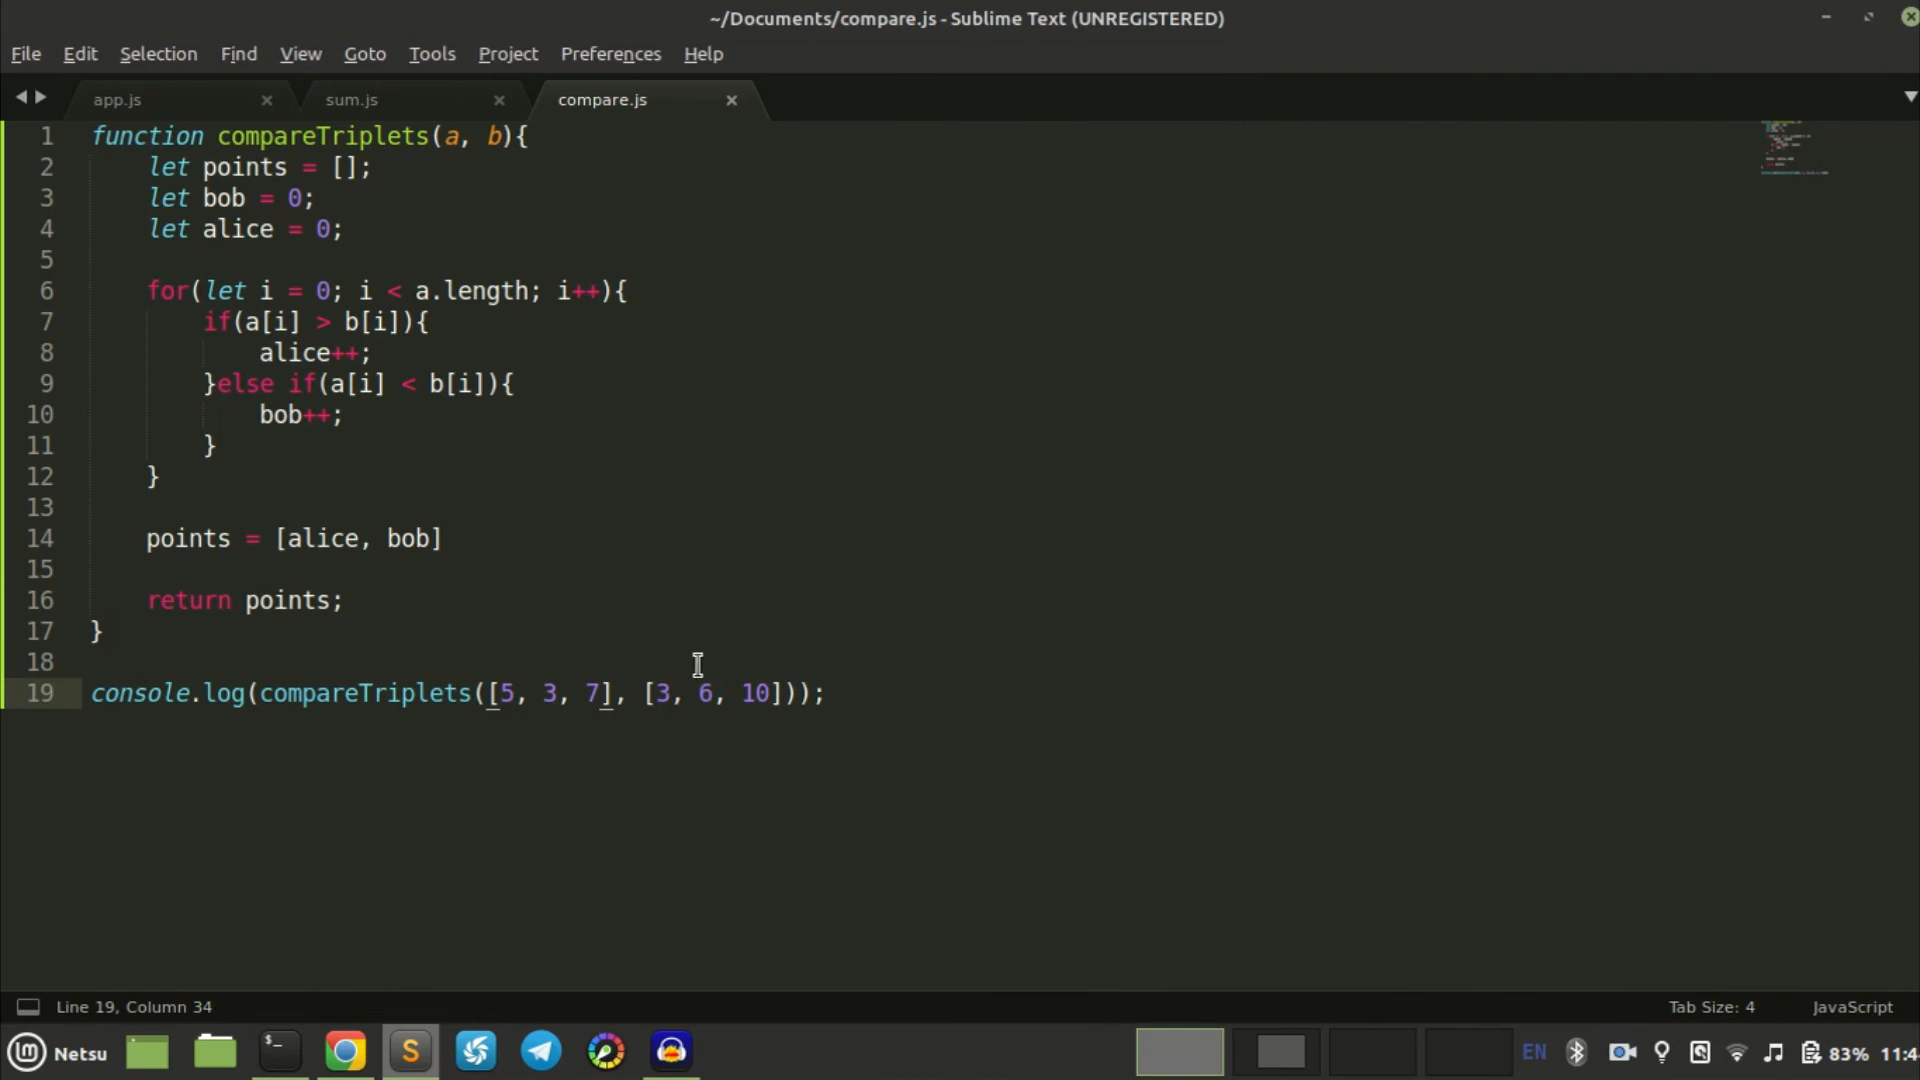 ~/Documents/compare.js - Sublime Text (UNREGISTERED)
File Edit Selection Find View Goto Tools Project Preferences Help
app.js sum.js compare.js
1 function compareTriplets(a, b){
2 let points = [];
3 let bob = 0;
4 let alice = 0;
5
6 for(let i = 0; i < a.length; i++){
7 if(a[i] > b[i]){
8 alice++;
9 }else if(a[i] < b[i]){
10 bob++;
11 }
12 }
13
14 points = [alice, bob]
15
16 return points;
17 }
18
19 console.log(compareTriplets([5, 3, 7], [3, 6, 10]));
Line 19, Column 34 Tab Size: 4 JavaScript
Netsu $_ S EN 83%